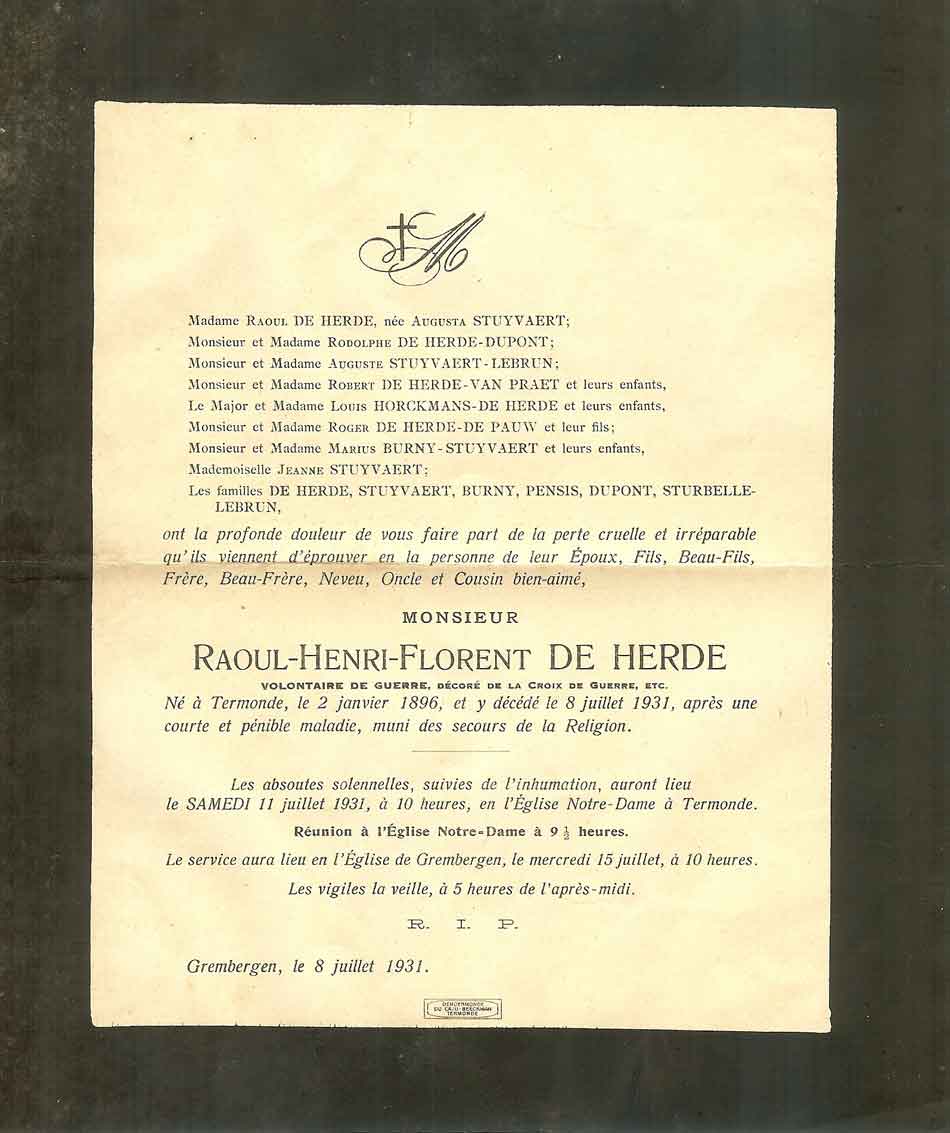 M
Madame Raoul DE HERDE, née Augusta STUYVAERT;
Monsieur et Madame Rodolphe DE HERDE-DUPONT;
Monsieur et Madame Auguste STUYVAERT-LEBRUN;
Monsieur et Madame Robert DE HERDE-VAN PRAET et leurs enfants,
Le Major et Madame Louis HORCKMANS-DE HERDE et leurs enfants,
Monsieur et Madame Roger DE HERDE-DE PAUW et leur fils;
Monsieur et Madame Marius BURNY-STUYVAERT et leurs enfants,
Mademoiselle Jeanne STUYVAERT;
Les familles DE HERDE, STUYVAERT, BURNY, PENSIS, DUPONT, STURBELLE-
LEBRUN,
ont la profonde douleur de vous faire part de la perte cruelle et irréparable
qu'ils viennent d'éprouver en la personne de leur Époux, Fils, Beau-Fils,
Frère, Beau-Frère, Neveu, Oncle et Cousin bien-aimé,
MONSIEUR
Raoul-Henri-Florent DE HERDE
Volontaire de Guerre, décoré de la Croix de Guerre, etc.
Né à Termonde, le 2 janvier 1896, et y décédé le 8 juillet 1931, après une
courte et pénible maladie, muni des secours de la Religion.
Les absoutes solennelles, suivies de l'inhumation, auront lieu
le SAMEDI 11 juillet 1931, à 10 heures, en l'Église Notre-Dame à Termonde.
Réunion à l'Église Notre-Dame à 9 ½ heures.
Le service aura lieu en l'Église de Grembergen, le mercredi 15 juillet, à 10 heures.
Les vigiles la veille, à 5 heures de l'après-midi.
R. I. P.
Grembergen, le 8 juillet 1931.
DENDERMONDE
DU CAJU-BEECKMAN
TERMONDE